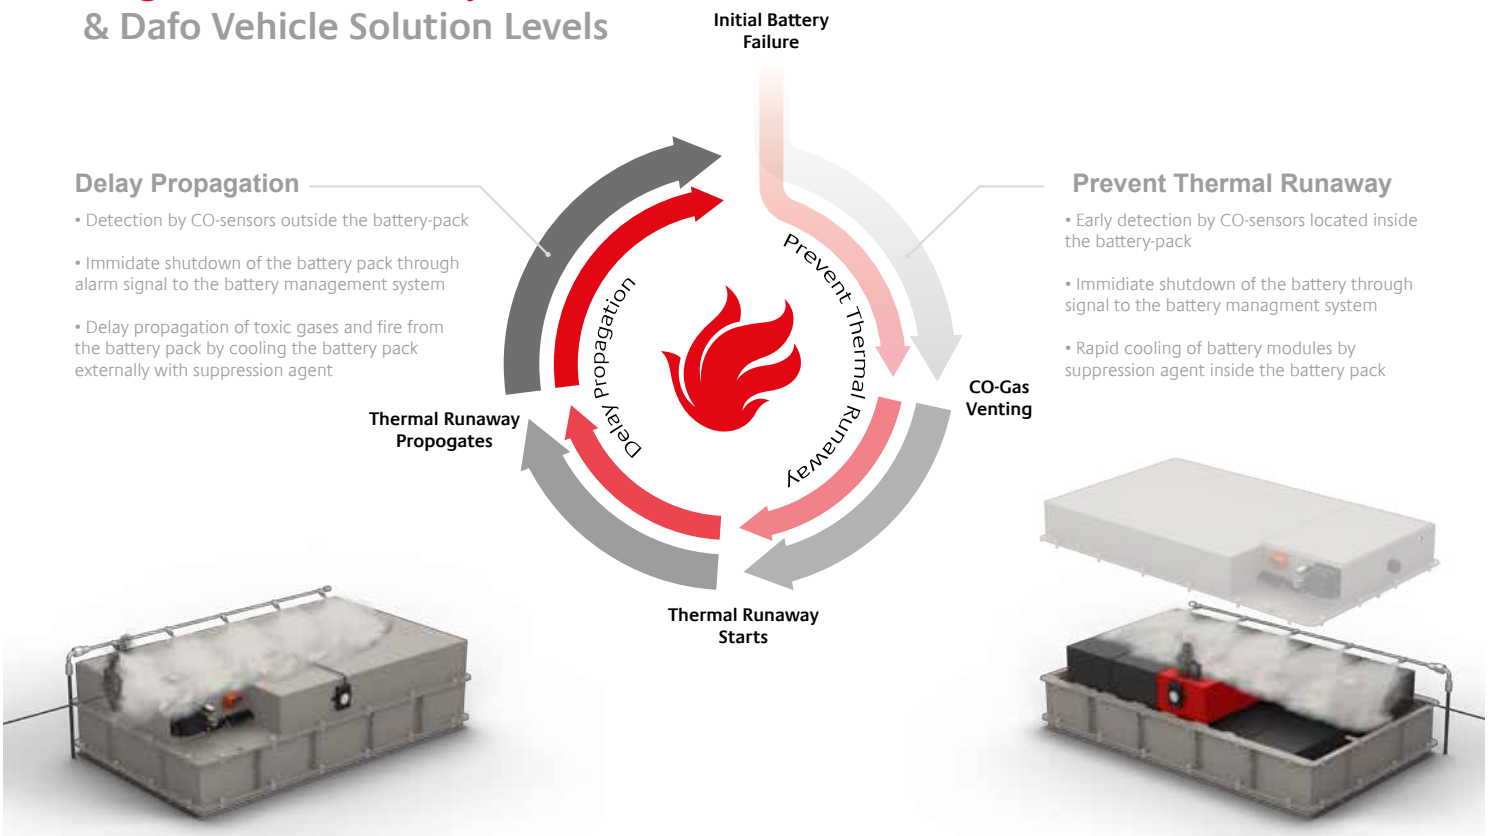 & Dafo Vehicle Solution Levels
Initial Battery
Failure
Delay Propagation
• Detection by CO-sensors outside the battery-pack
• Immidate shutdown of the battery pack through
alarm signal to the battery management system
• Delay propagation of toxic gases and fire from
the battery pack by cooling the battery pack
externally with suppression agent
Prevent Thermal Runaway
• Early detection by CO-sensors located inside
the battery-pack
• Immidiate shutdown of the battery through
signal to the battery managment system
• Rapid cooling of battery modules by
suppression agent inside the battery pack
Delay Propagation
Prevent Thermal Runaway
CO-Gas
Venting
Thermal Runaway
Propogates
Thermal Runaway
Starts